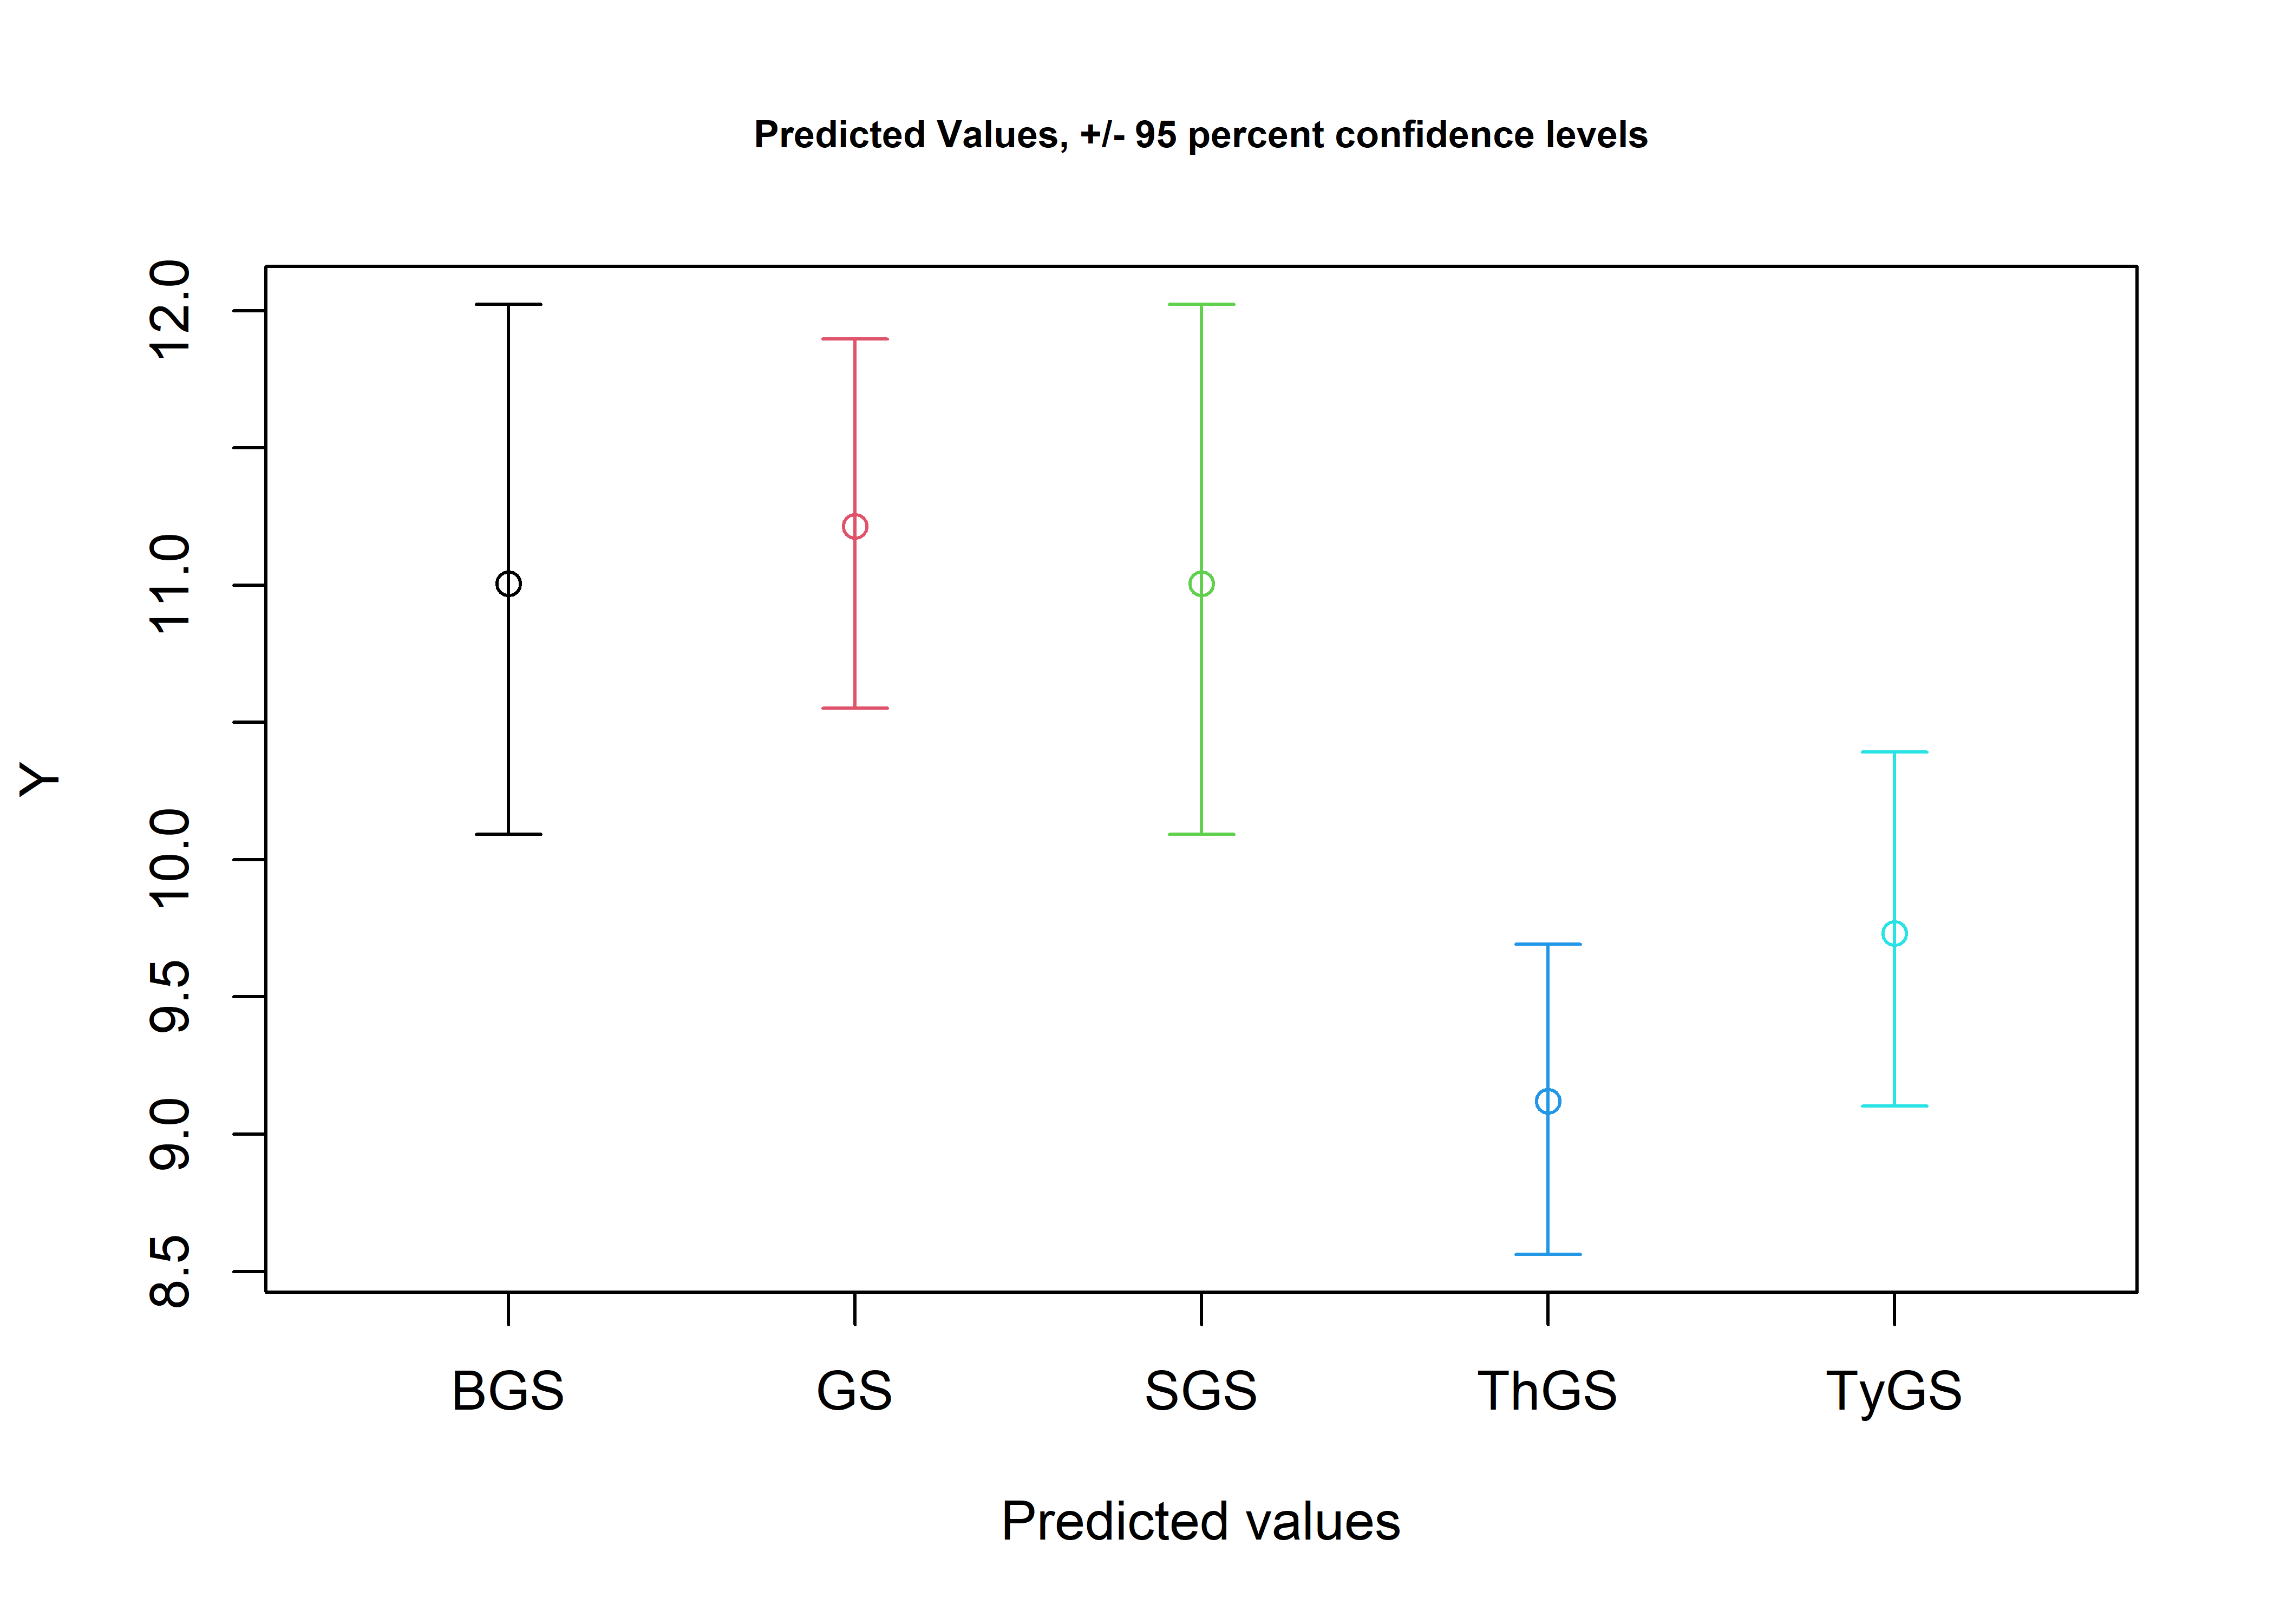 Predicted Values, +/- 95 percent confidence levels
12.0
11.0
10.0
9.5
9.0
8.5
Y
BGS GS SGS ThGS TyGS
Predicted values